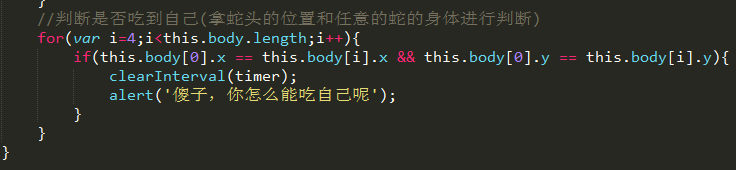 }
//判断是否吃到自己(拿蛇头的位置和任意的蛇的身体进行判断)
for(var i=4;i<this.body.length;i++){
if(this.body[0].x == this.body[i].x && this.body[0].y == this.body[i].y){
clearInterval(timer);
alert('傻子，你怎么能吃自己呢');
}
}
}